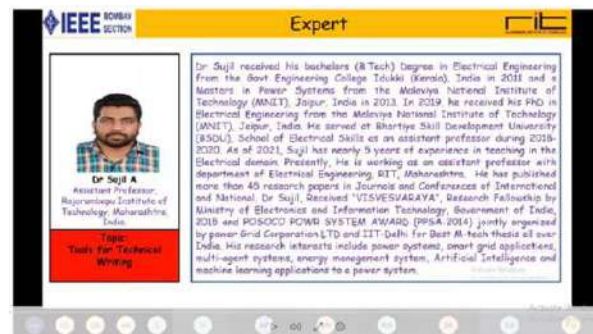 IEEE BOMBAY
SECTION
Expert
rit
Dr Sujil A
Assistant Professor,
Rajarambapu Institute of
Technology, Maharashtra,
India.
Topic:
Tools for Technical
Writing
Dr Sujil received his bachelors (B.Tech) Degree in Electrical Engineering
from the Govt Engineering College Idukki (Kerala), India in 2011 and a
Masters in Power Systems from the Malaviya National Institute of
Technology (MNIT), Jaipur, India in 2013. In 2019, he received his PhD in
Electrical Engineering from the Malaviya National Institute of Technology
(MNIT), Jaipur, India. He served at Bhartiya Skill Development University
(BSDU), School of Electrical Skills as an assistant professor during 2018-
2020. As of 2021, Sujil has nearly 5 years of experience in teaching in the
Electrical domain. Presently, He is working as an assistant professor with
department of Electrical Engineering, RIT, Maharashtra. He has published
more than 45 research papers in Journals and Conferences of International
and National. Dr Sujil, Received "VISVESVARAYA", Research Fellowship by
Ministry of Electronics and Information Technology, Government of India,
2015 and POSOCO POWR SYSTEM AWARD (PPSA-2014) jointly organized
by power Grid Corporation LTD and IIT-Delhi for Best M-tech thesis all over
India. His research interests include power systems, smart grid applications,
multi-agent systems, energy management system, Artificial Intelligence and
machine learning applications to a power system.